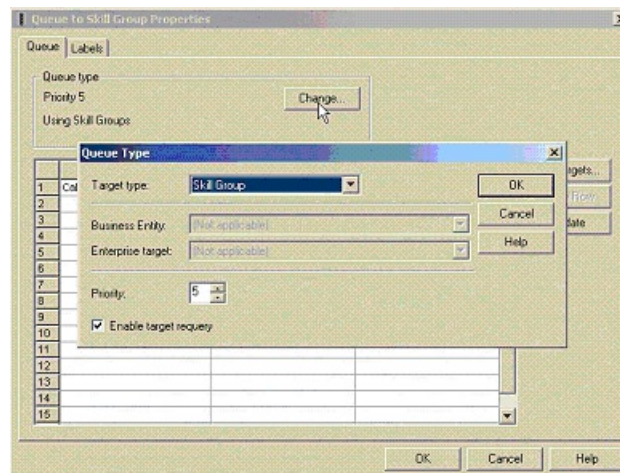 Queue to Skill Group Properties
Queue
Labels
Queue type
Priority 5
Change...
Using Skill Groups
Queue Type
Target type:
Skill Group
OK
Business Entity:
(Not applicable)
Cancel
Enterprise target:
(Not applicable)
Help
Priority:
5
Enable target requery
1
2
3
4
5
6
7
8
9
10
11
12
13
14
15
Row
OK
Cancel
Help